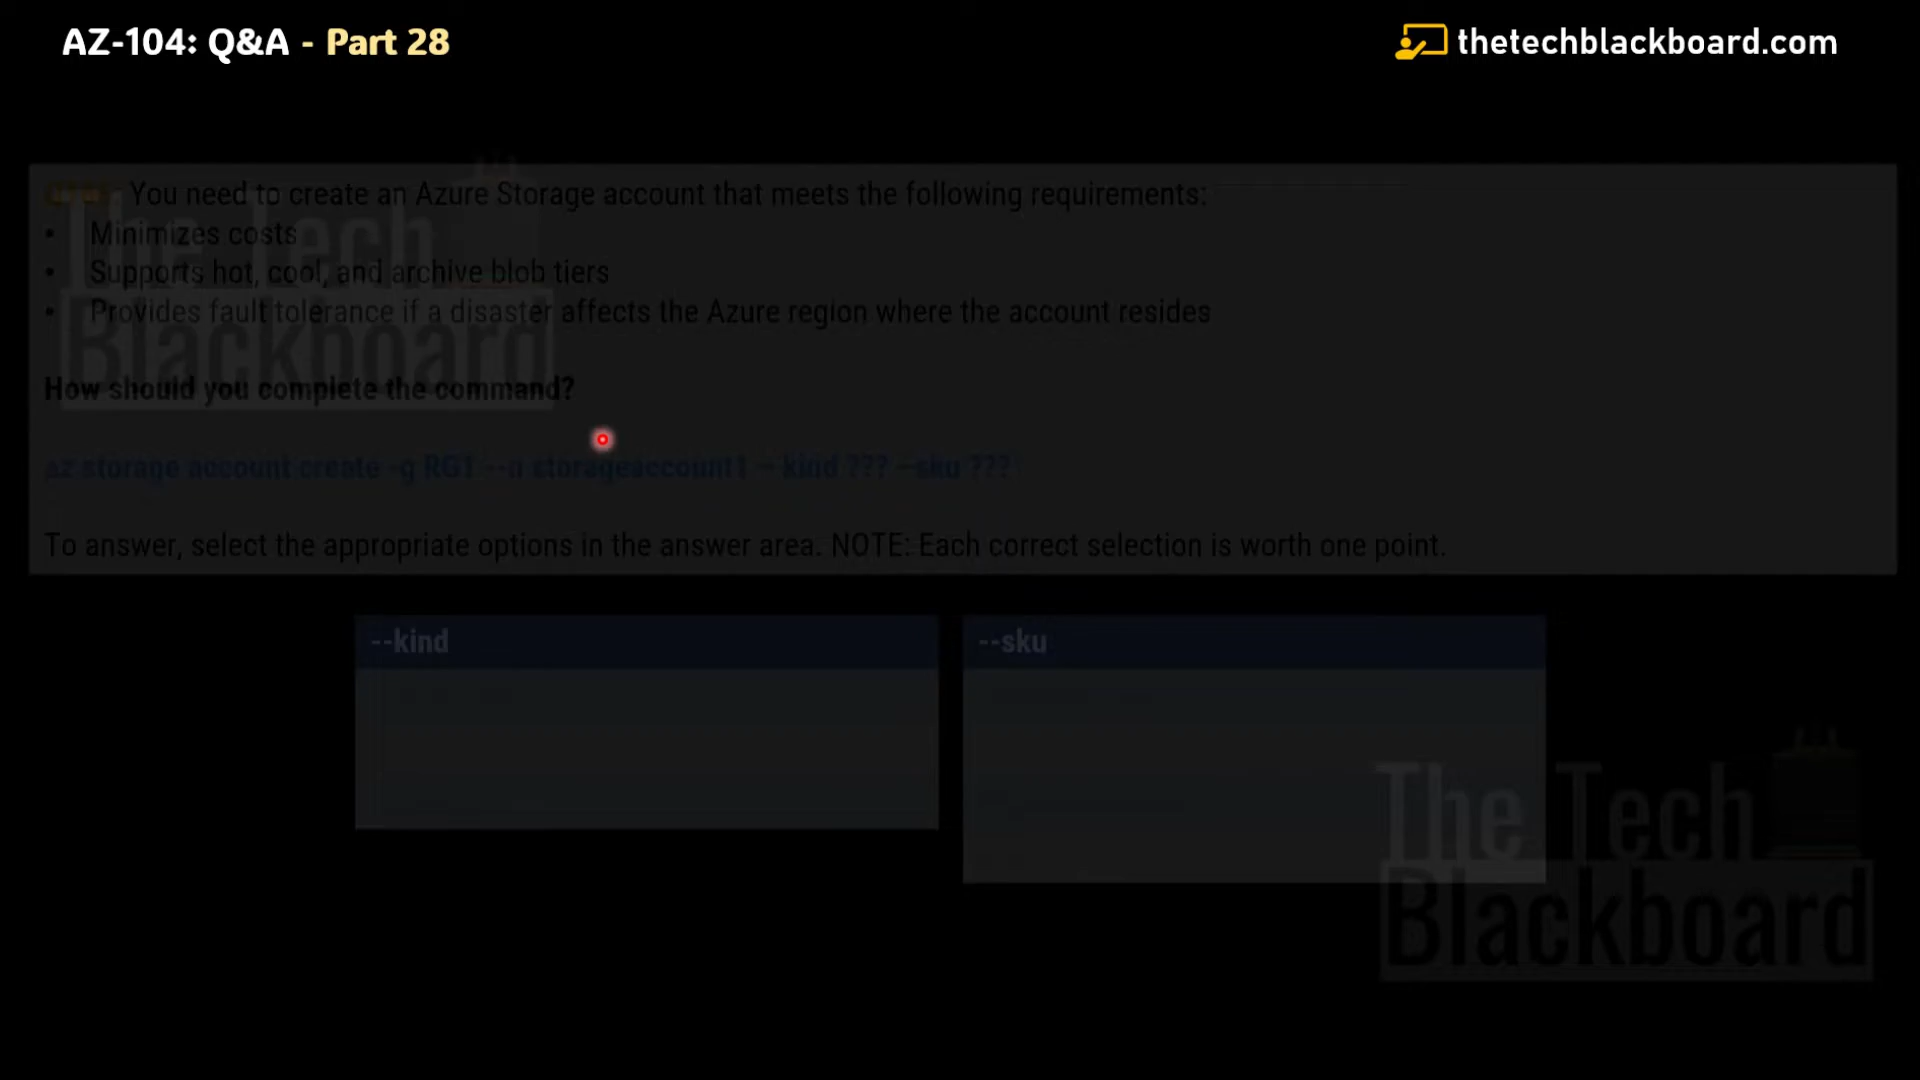 AZ-104: Q&A - Part 28
thetechblackboard.com
You need to create an Azure Storage account that meets the following requirements:
• Minimizes costs
• Supports hot, cool, and archive blob tiers
• Provides fault tolerance if a disaster affects the Azure region where the account resides
How should you complete the command?
az storage account create -g RG1 --n storageaccount1 --kind ??? --sku ???
To answer, select the appropriate options in the answer area. NOTE: Each correct selection is worth one point.
--kind
--sku
The Tech
Blackboard
The Tech
Blackboard